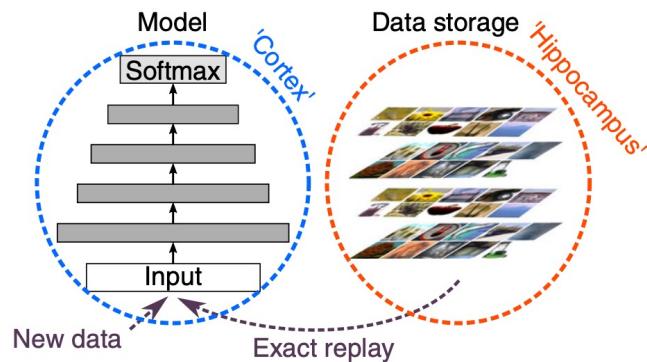 Model
Data storage
'Cortex'
'Hippocampus'
Softmax
Input
New data
Exact replay